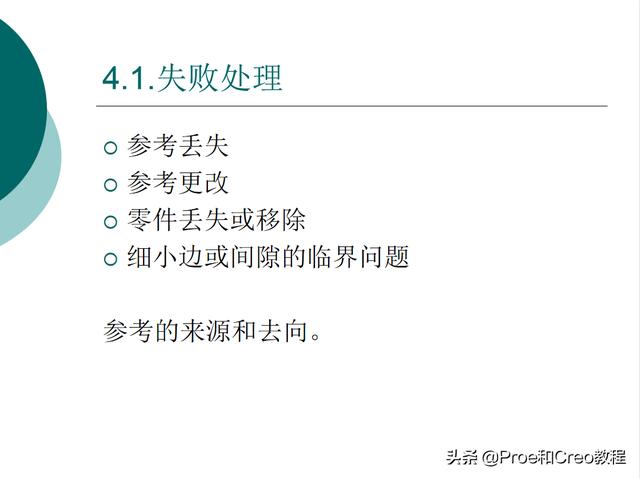 4.1.失败处理
参考丢失
参考更改
零件丢失或移除
细小边或间隙的临界问题
参考的来源和去向。
头条 @Proe和Creo教程